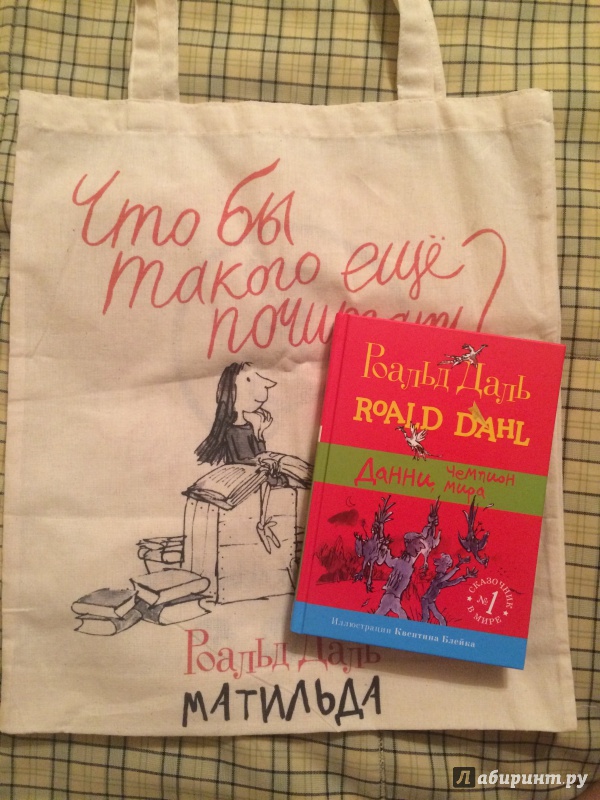 Что бы
такого ещё
почитать?
Роальд Даль
ROALD DAHL
Данни, чемпион
мира
СКАЗОЧНИК
№1
В МИРЕ
Иллюстрации Квентина Блейка
Роальд Даль
МАТИЛЬДА
Лабиринт.ру